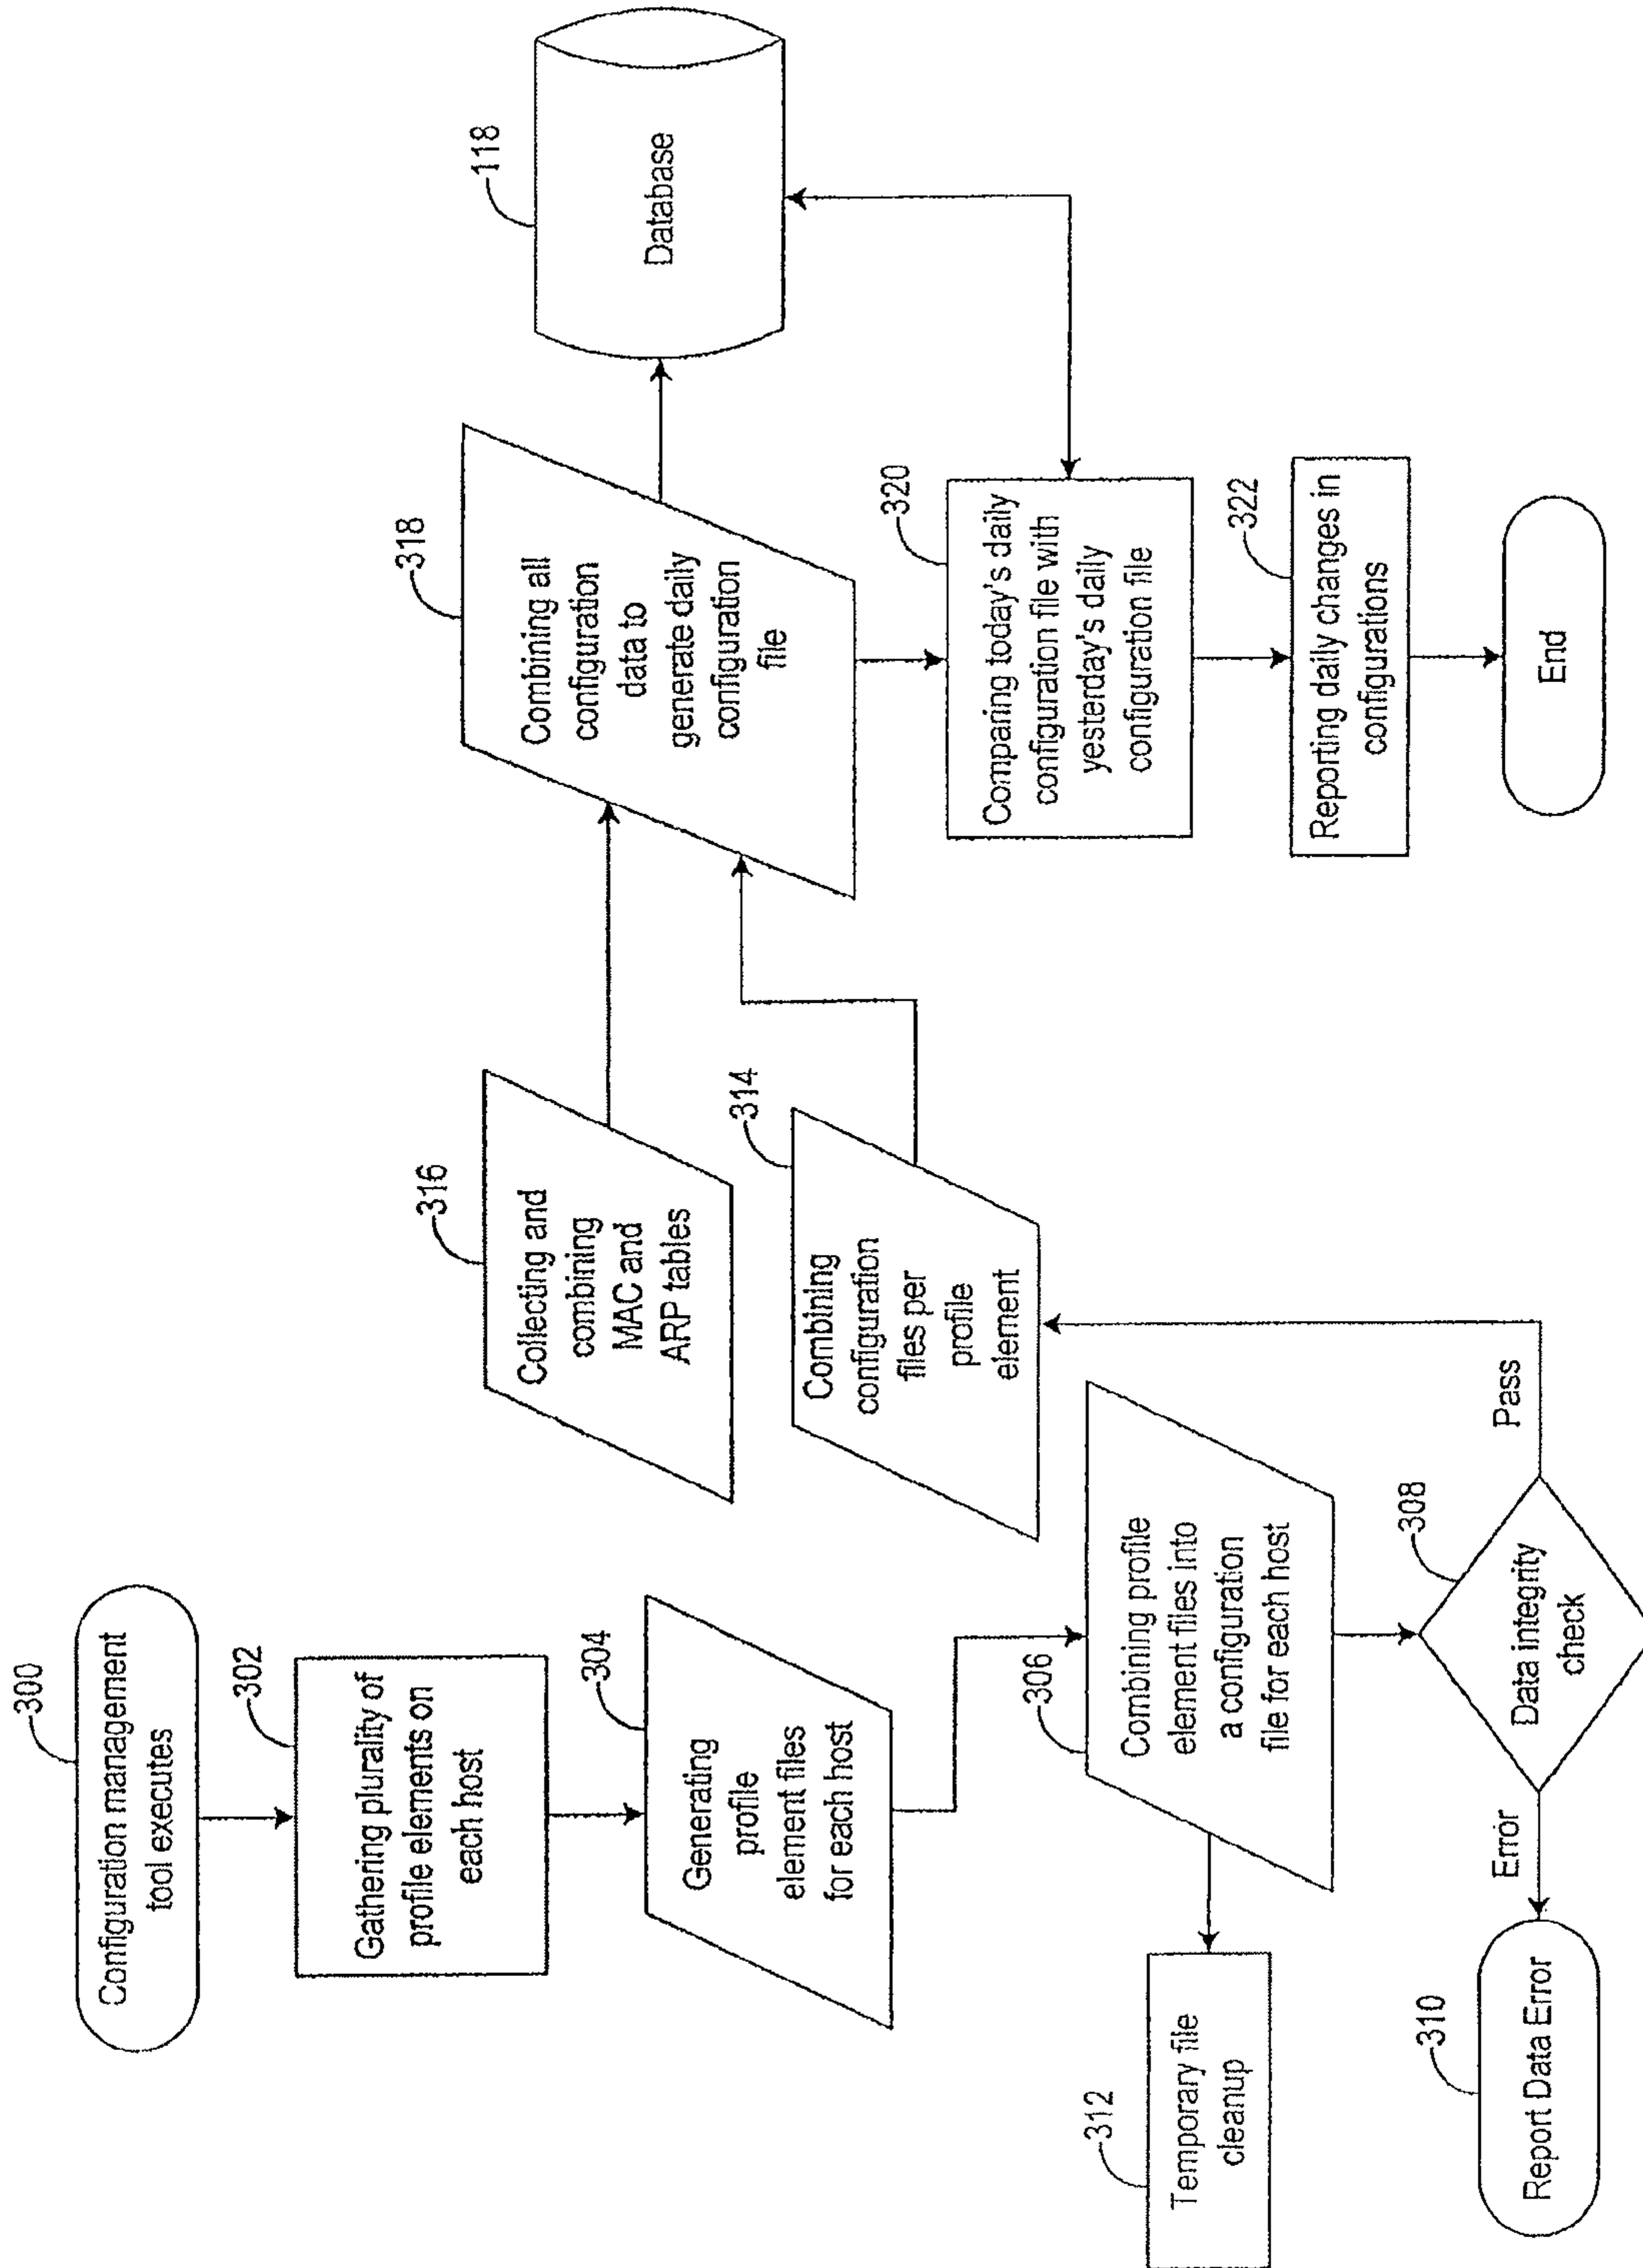 300
Configuration management
tool executes
302
Gathering plurality of
profile elements on
each host
304
Generating
profile
element files
for each host
306
Combining profile
element files into
a configuration
file for each host
312
Temporary file
cleanup
308
Data integrity
check
Error
Pass
310
Report Data Error
316
Collecting and
combining
MAC and
ARP tables
314
Combining
configuration
files per
profile
element
318
Combining all
configuration
data to
generate daily
configuration
file
118
Database
320
Comparing today's daily
configuration file with
yesterday's daily
configuration file
322
Reporting daily changes in
configurations
End